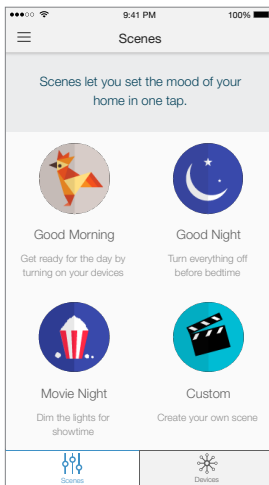 9:41 PM 100%
Scenes
Scenes let you set the mood of your
home in one tap.
Good Morning Good Night
Get ready for the day by Turn everything off
turning on your devices before bedtime
Movie Night Custom
Dim the lights for Create your own scene
showtime
Scenes Devices